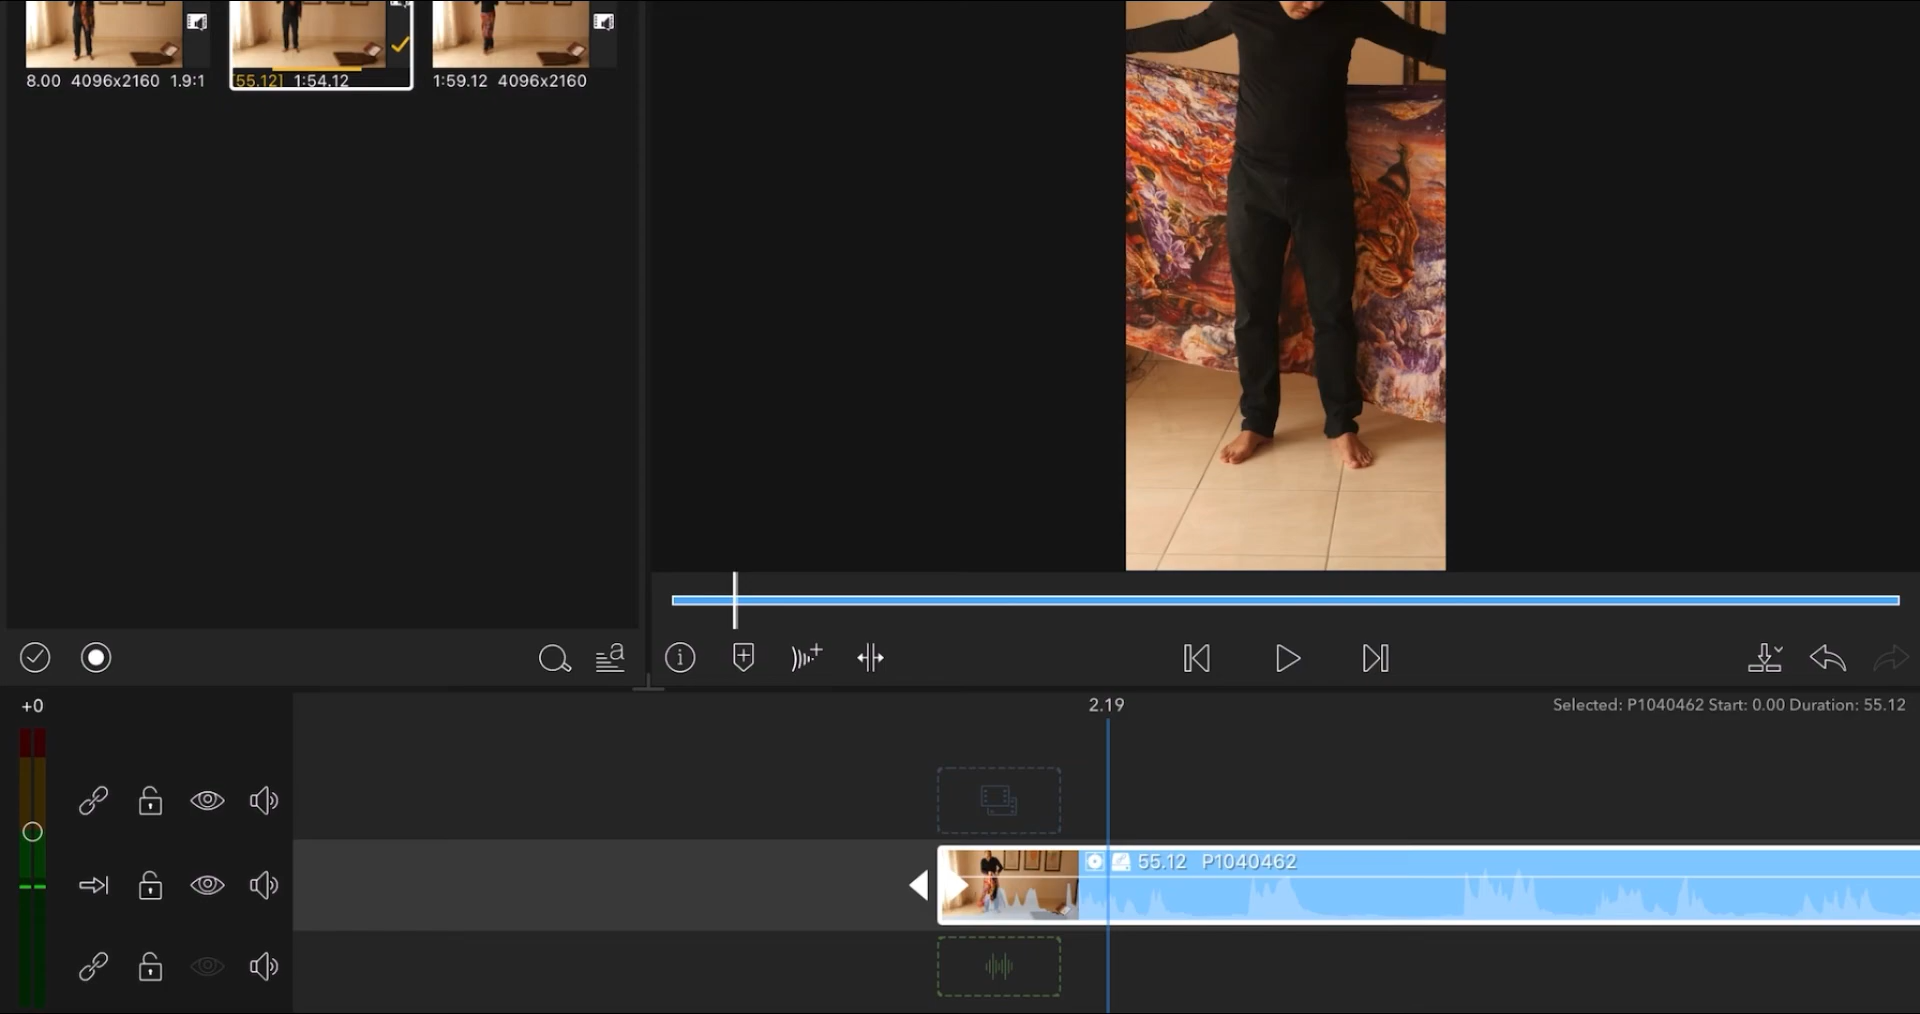 8.00 4096x2160 1.9:1
[55.12] 1:54.12
1:59.12 4096x2160
+0
2.19
Selected: P1040462 Start: 0.00 Duration: 55.12
55.12 P1040462